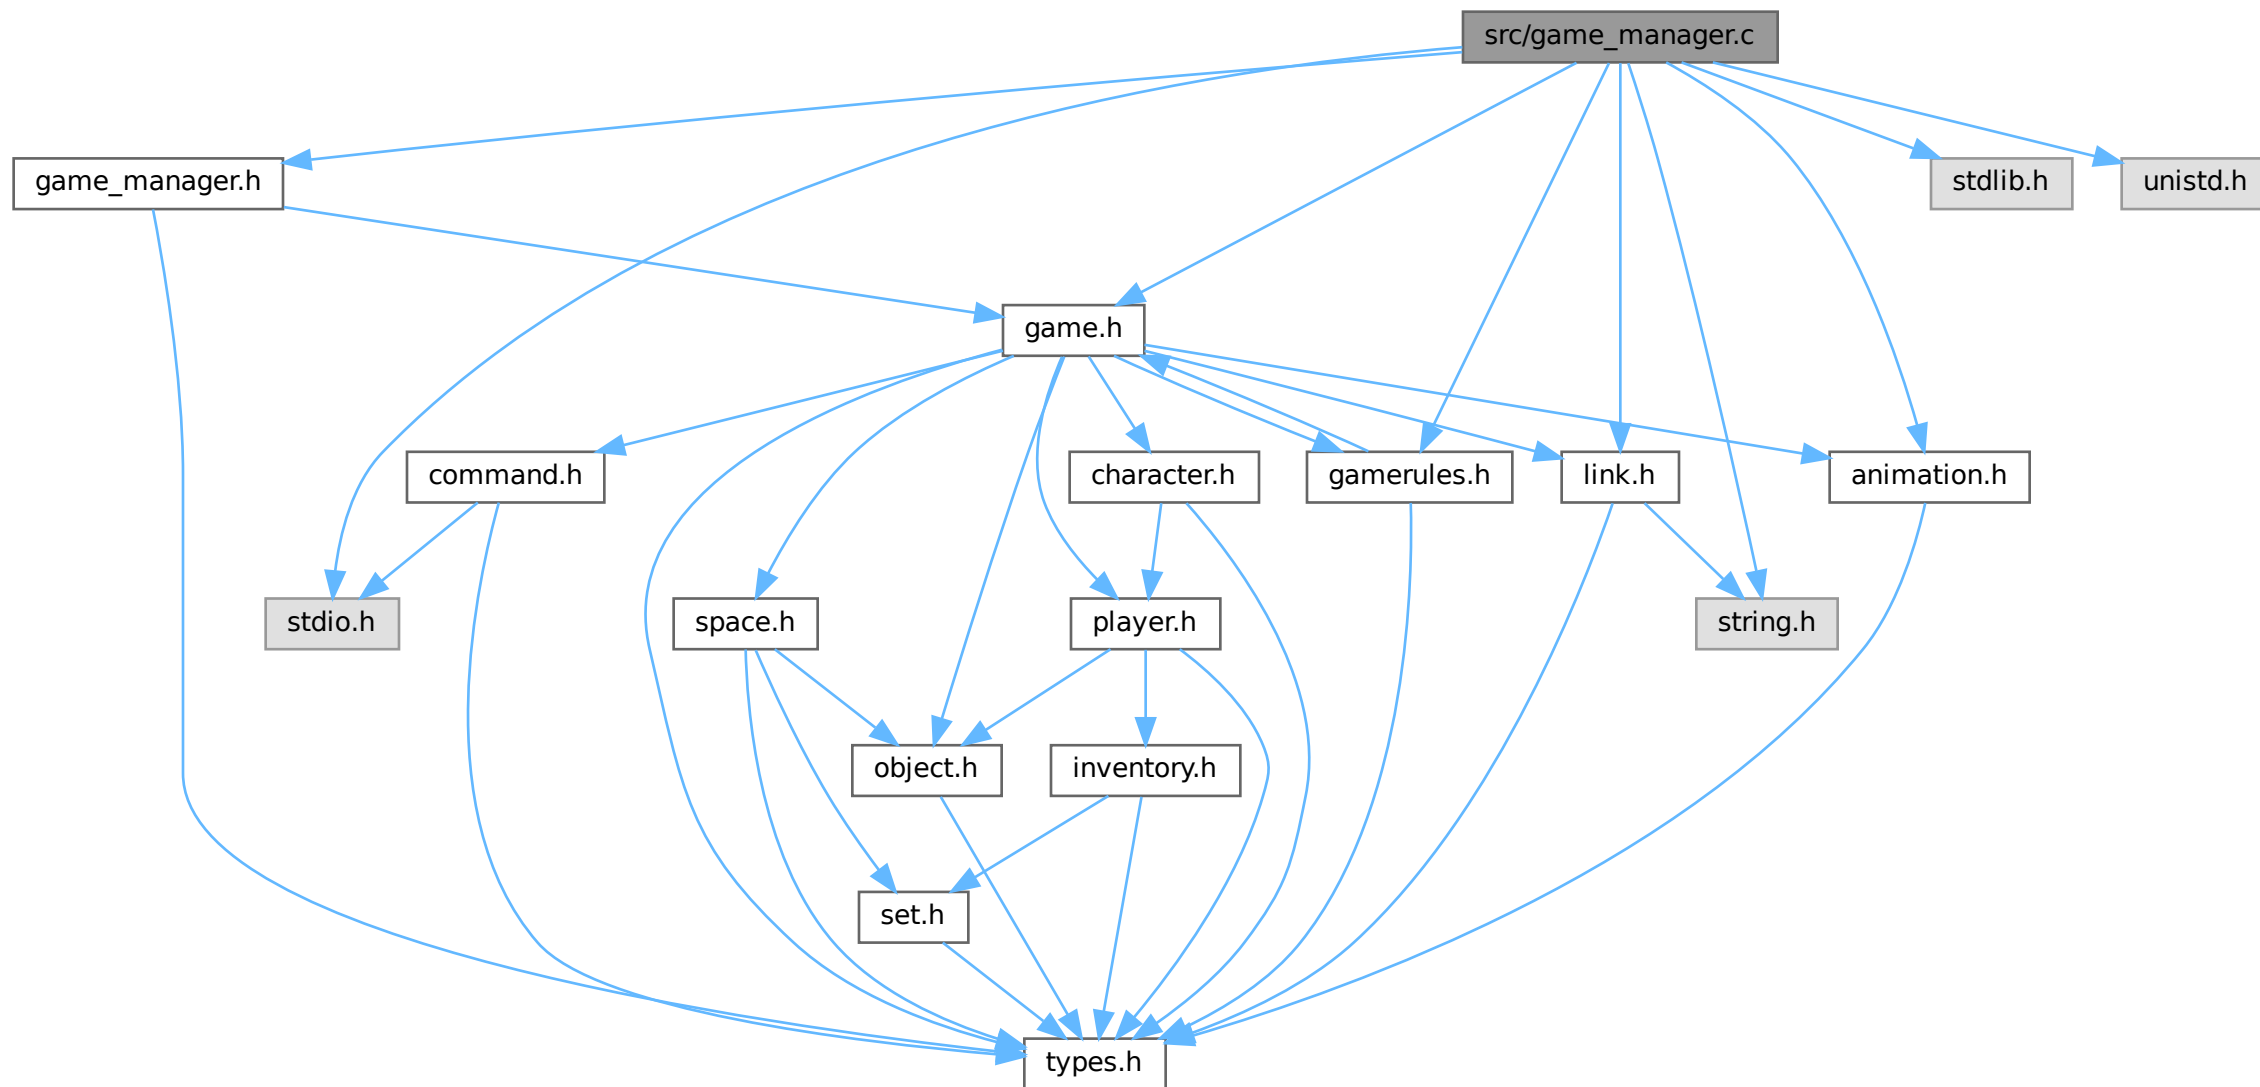 src/game_manager.c
game_manager.h
stdlib.h
unistd.h
game.h
command.h
character.h
gamerules.h
link.h
animation.h
stdio.h
space.h
player.h
string.h
object.h
inventory.h
set.h
types.h